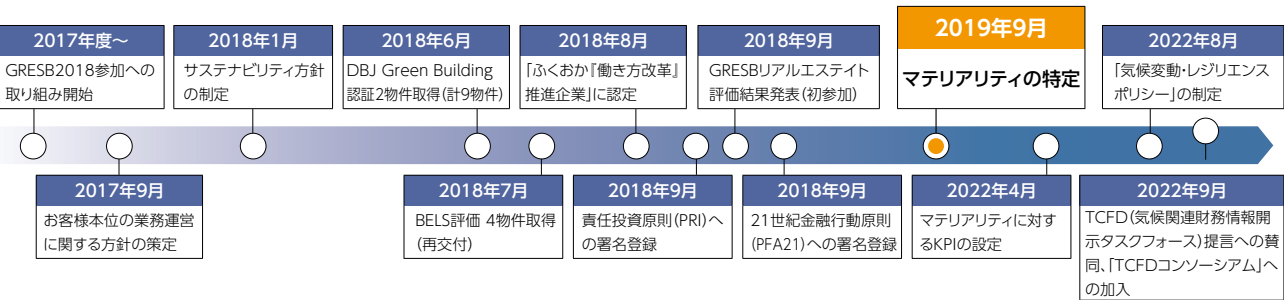 2017年度～
GRESB2018参加への
取り組み開始
2018年1月
サステナビリティ方針
の制定
2018年6月
DBJ Green Building
認証2物件取得(計9物件)
2018年8月
「ふくおか『働き方改革』
推進企業」に認定
2018年9月
GRESBリアルエステイト
評価結果発表(初参加)
2019年9月
マテリアリティの特定
2022年8月
「気候変動・レジリエンス
ポリシー」の制定
2017年9月
お客様本位の業務運営
に関する方針の策定
2018年7月
BELS評価 4物件取得
(再交付)
2018年9月
責任投資原則(PRI)へ
の署名登録
2018年9月
21世紀金融行動原則
(PFA21)への署名登録
2022年4月
マテリアリティに対す
るKPIの設定
2022年9月
TCFD(気候関連財務情報開
示タスクフォース)提言への賛
同、「TCFDコンソーシアム」へ
の加入